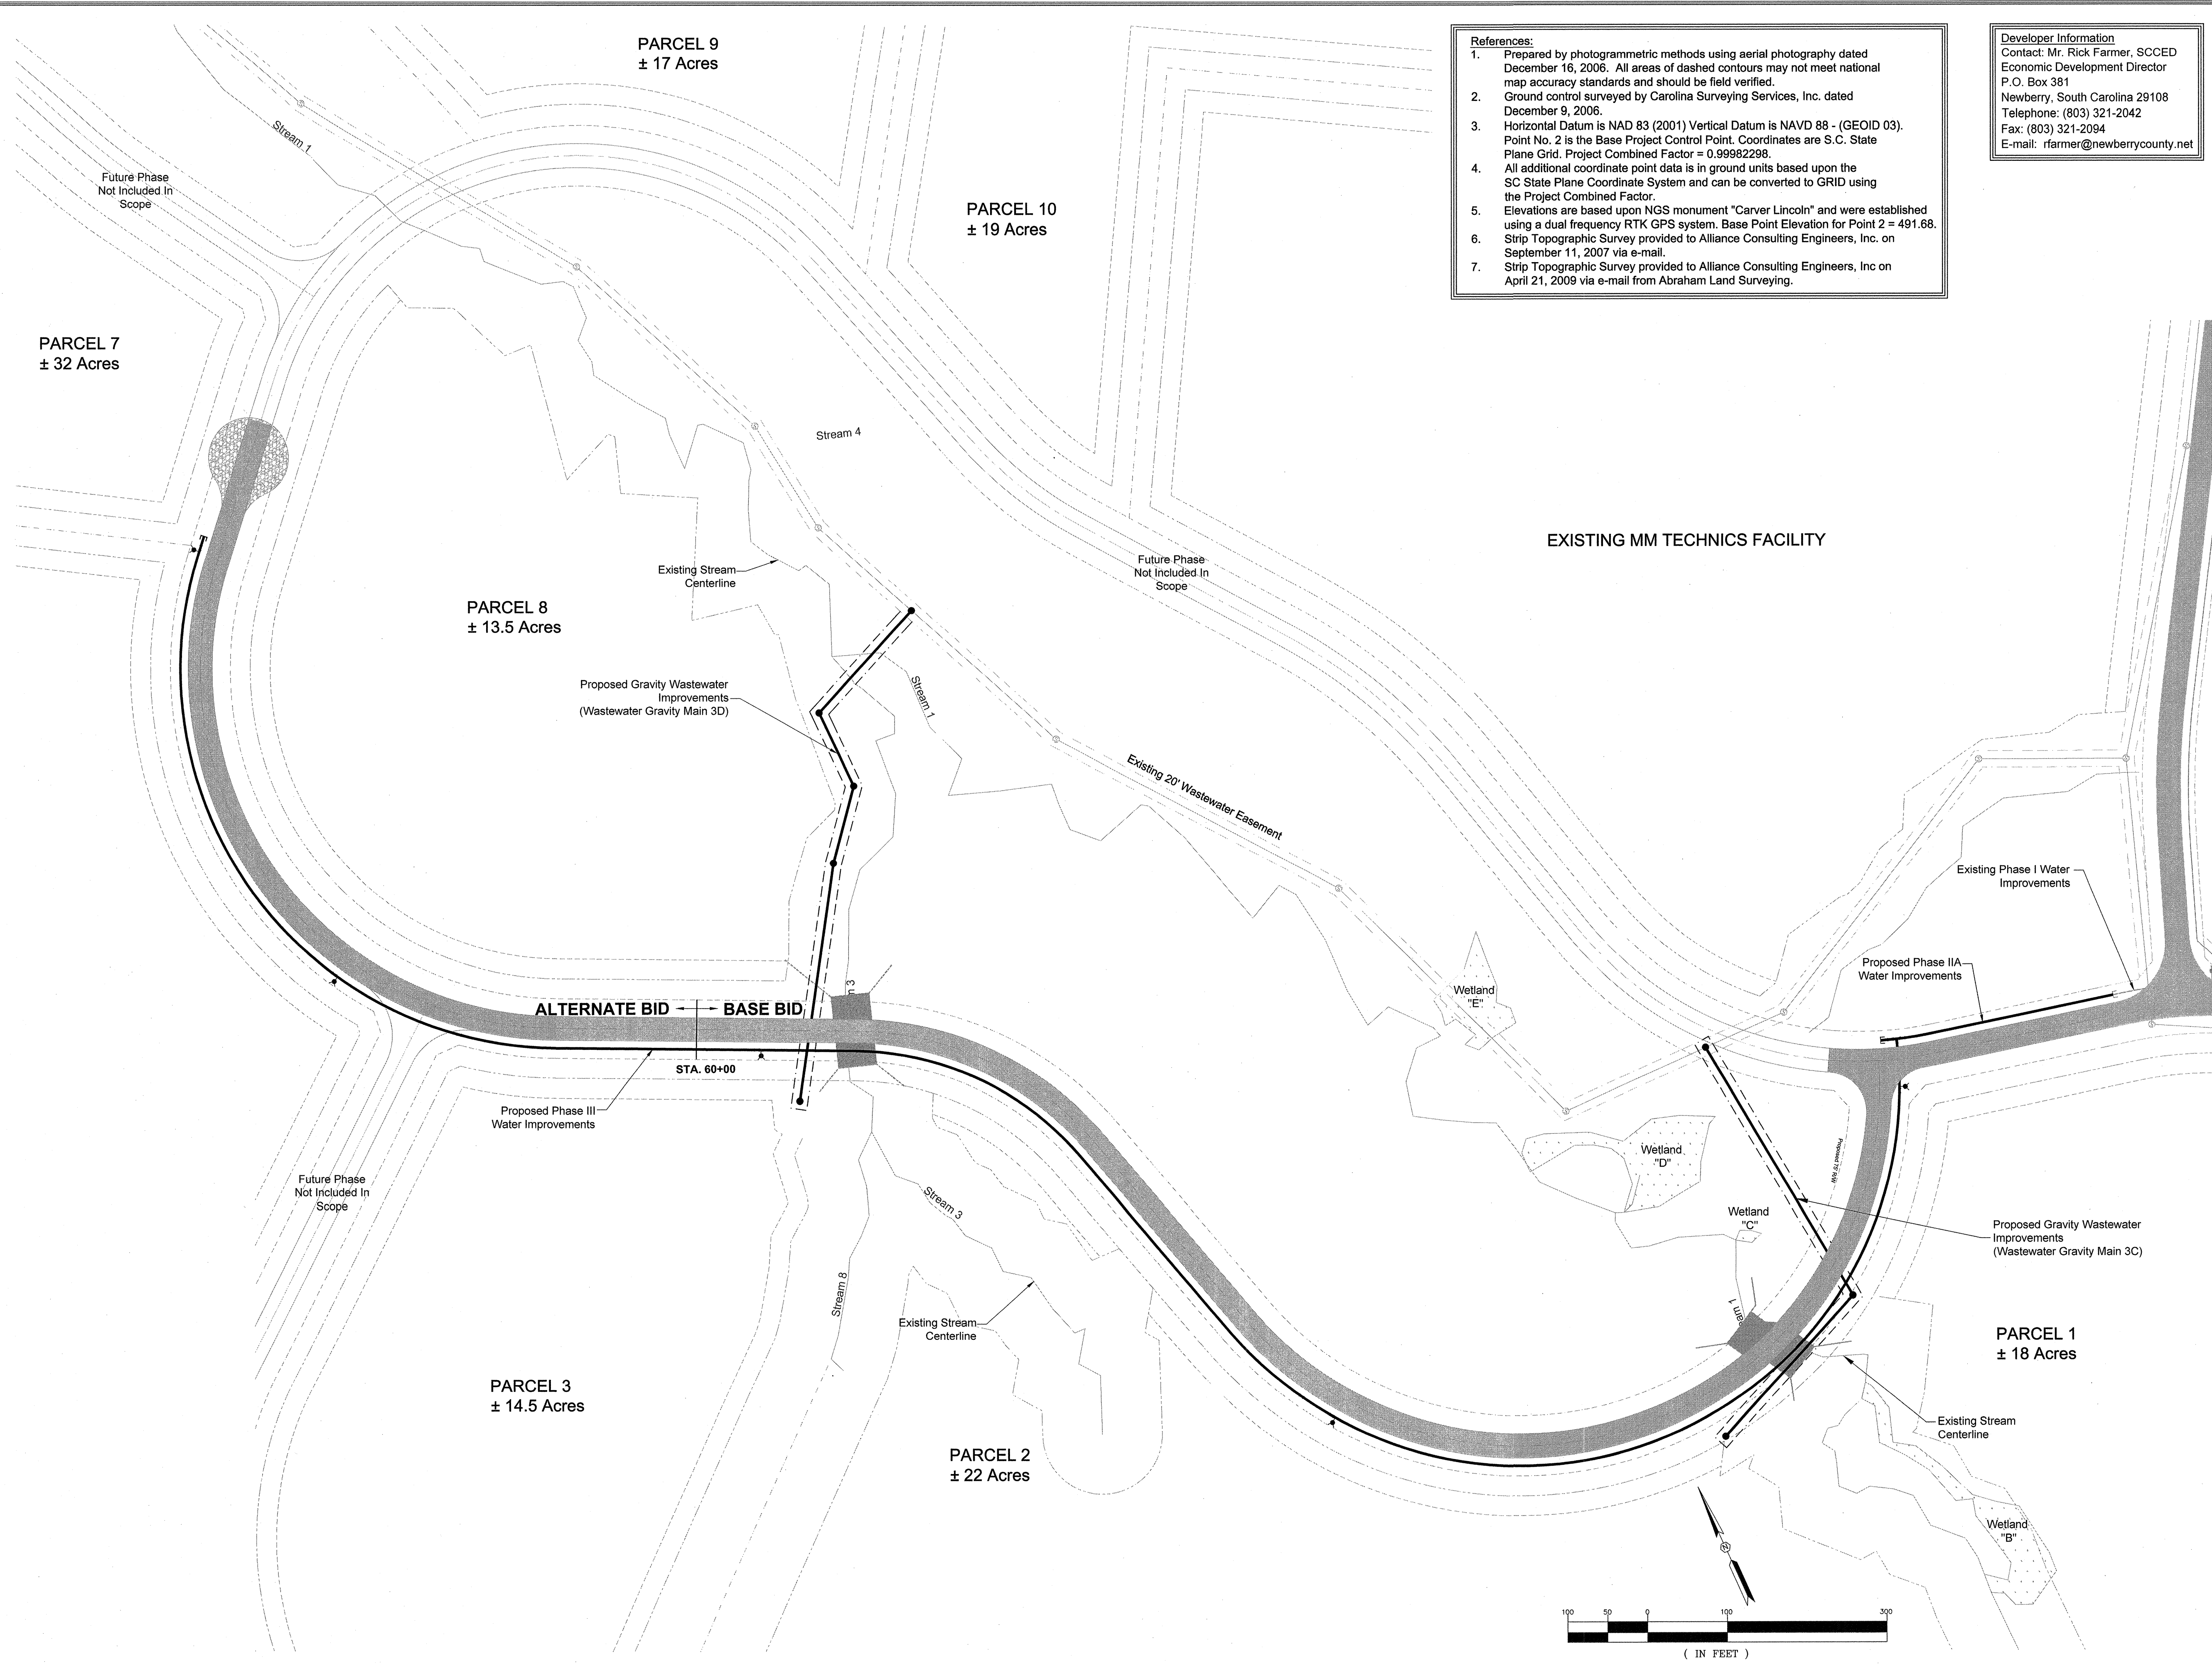 PARCEL 9
± 17 Acres
References:
1. Prepared by photogrammetric methods using aerial photography dated
December 16, 2006. All areas of dashed contours may not meet national
map accuracy standards and should be field verified.
2. Ground control surveyed by Carolina Surveying Services, Inc. dated
December 9, 2006.
3. Horizontal Datum is NAD 83 (2001) Vertical Datum is NAVD 88 - (GEOID 03).
Point No. 2 is the Base Project Control Point. Coordinates are S.C. State
Plane Grid. Project Combined Factor = 0.99982298.
4. All additional coordinate point data is in ground units based upon the
SC State Plane Coordinate System and can be converted to GRID using
the Project Combined Factor.
5. Elevations are based upon NGS monument "Carver Lincoln" and were established
using a dual frequency RTK GPS system. Base Point Elevation for Point 2 = 491.68.
6. Strip Topographic Survey provided to Alliance Consulting Engineers, Inc. on
September 11, 2007 via e-mail.
7. Strip Topographic Survey provided to Alliance Consulting Engineers, Inc on
April 21, 2009 via e-mail from Abraham Land Surveying.
Developer Information
Contact: Mr. Rick Farmer, SCCED
Economic Development Director
P.O. Box 381
Newberry, South Carolina 29108
Telephone: (803) 321-2042
Fax: (803) 321-2094
E-mail: rfarmer@newberrycounty.net
Stream 1
Future Phase
Not Included In
Scope
PARCEL 10
± 19 Acres
PARCEL 7
± 32 Acres
Stream 4
EXISTING MM TECHNICS FACILITY
Future Phase
Not Included In
Scope
Existing Stream
Centerline
PARCEL 8
± 13.5 Acres
Proposed Gravity Wastewater
Improvements
(Wastewater Gravity Main 3D)
Stream 1
Existing 20' Wastewater Easement
Existing Phase I Water
Improvements
Proposed Phase IIA
Water Improvements
Wetland
"E"
m 3
ALTERNATE BID
BASE BID
STA. 60+00
Proposed Phase III
Water Improvements
Wetland
"D"
Proposed 75' R/W
Future Phase
Not Included In
Scope
Stream 3
Wetland
"C"
Proposed Gravity Wastewater
Improvements
(Wastewater Gravity Main 3C)
Stream 8
Existing Stream
Centerline
eam 1
PARCEL 1
± 18 Acres
PARCEL 3
± 14.5 Acres
Existing Stream
Centerline
PARCEL 2
± 22 Acres
Wetland
"B"
N
100 50 0 100 300
( IN FEET )